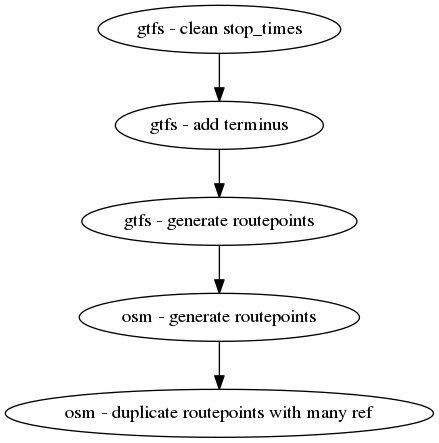 gtfs - clean stop_times
gtfs - add terminus
gtfs - generate routepoints
osm - generate routepoints
osm - duplicate routepoints with many ref